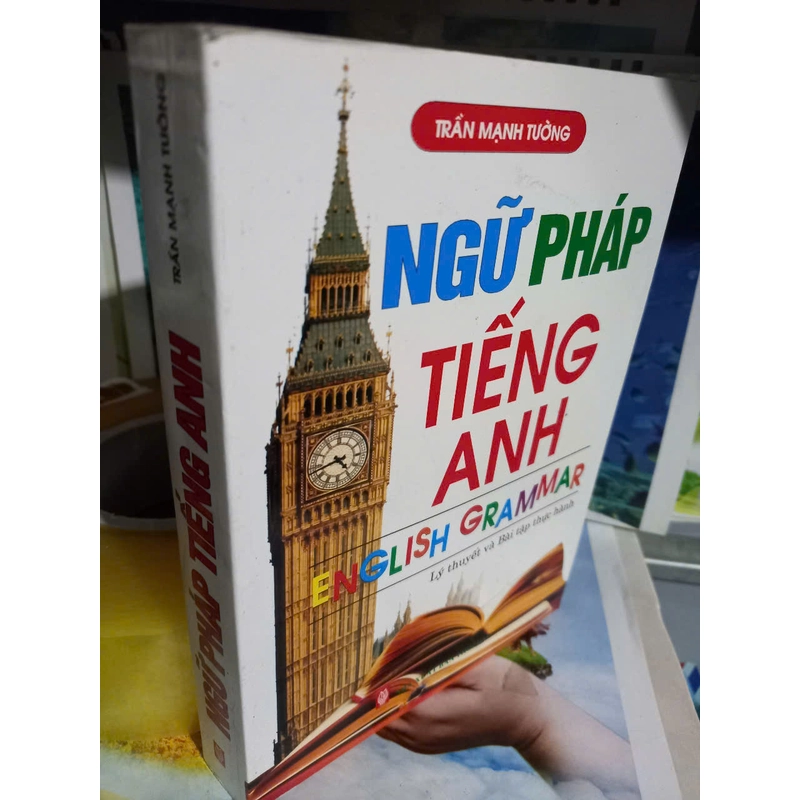 TRẦN MẠNH TƯỜNG
NGỮ PHÁP
TIẾNG
ANH
ENGLISH GRAMMAR
Lý thuyết và Bài tập thực hành
TRẦN MẠNH TƯỜNG
NGỮ PHÁP TIẾNG ANH